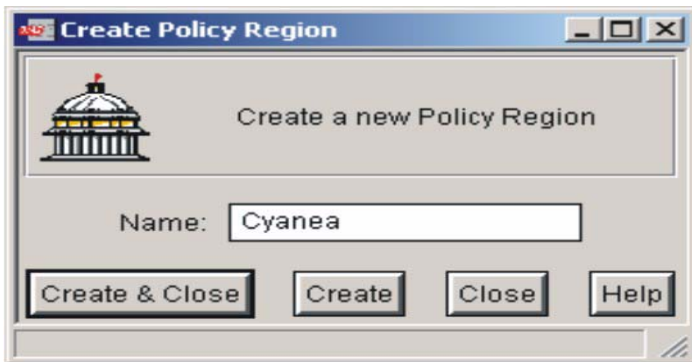 Create Policy Region
Create a new Policy Region
Name: Cyanea
Create & Close Create Close Help